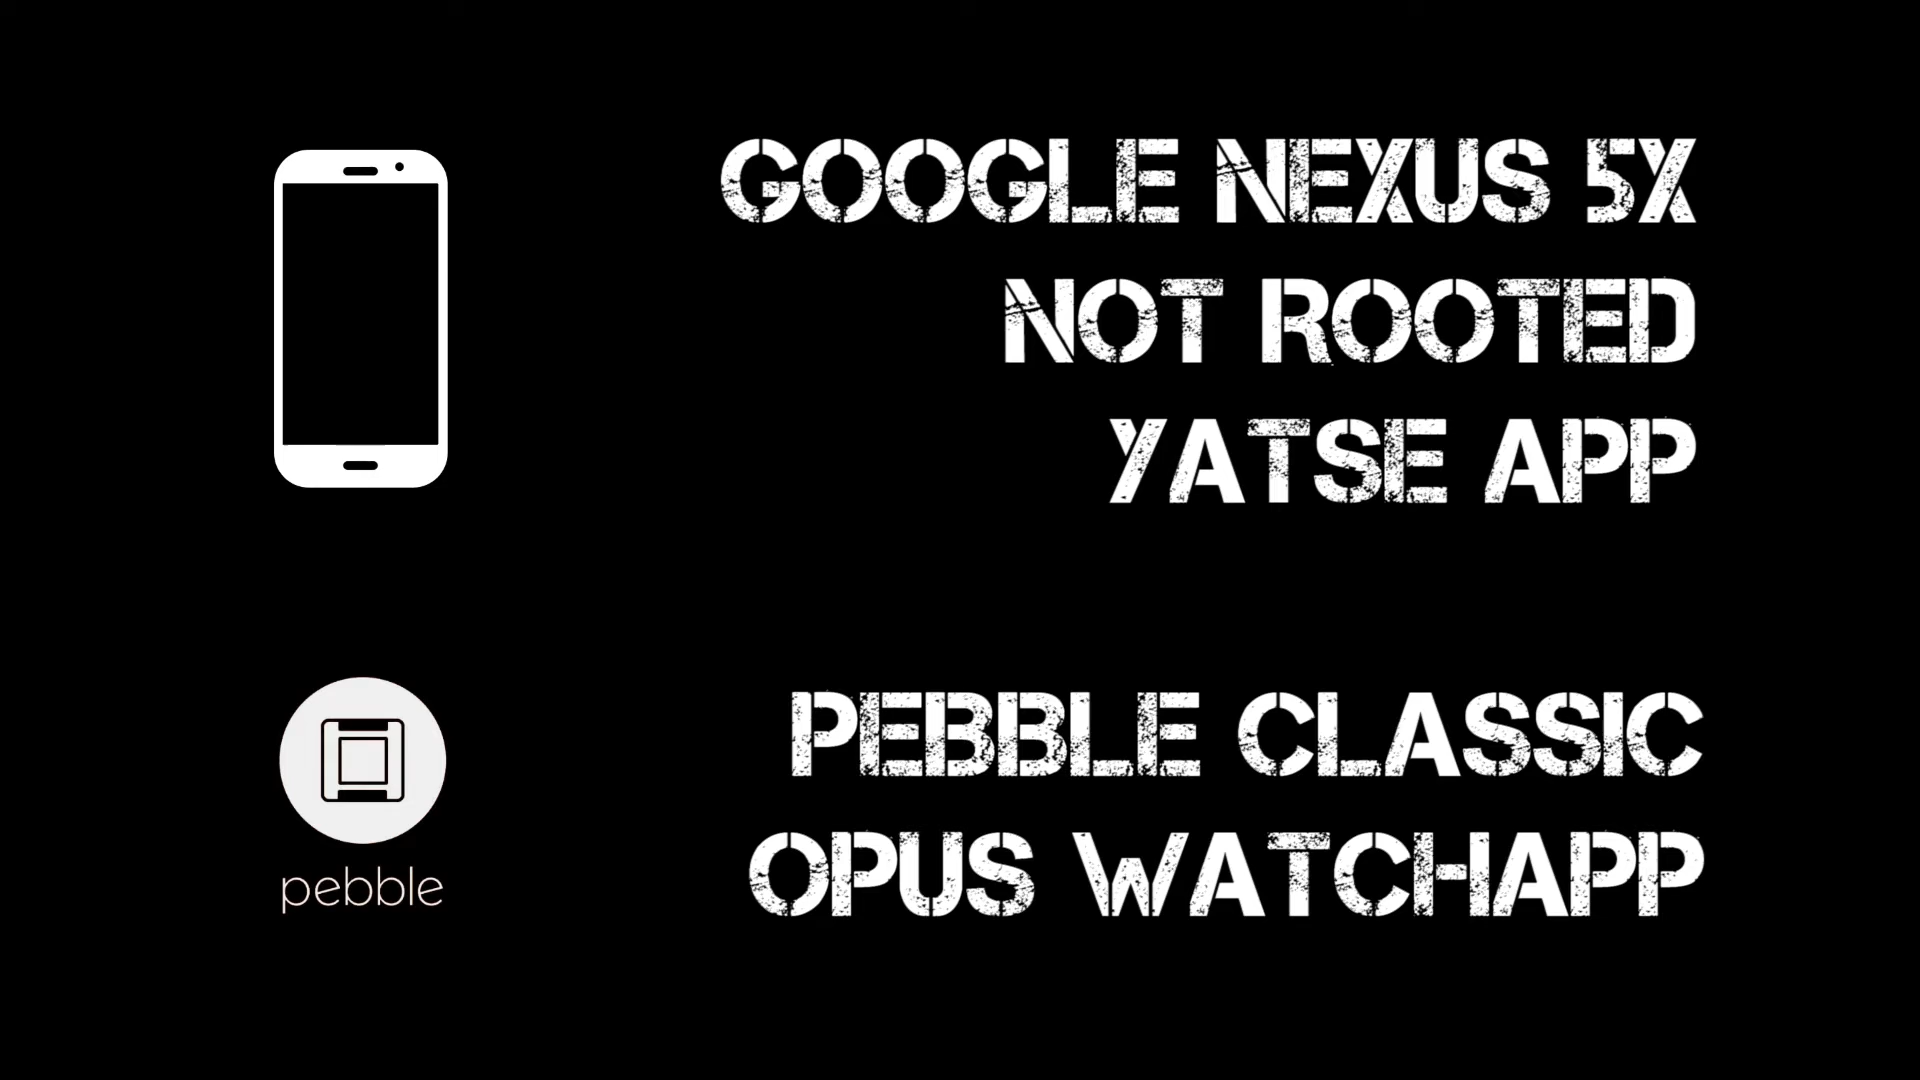 GOOGLE NEXUS 5X
NOT ROOTED
YATSE APP
pebble
PEBBLE CLASSIC
OPUS WATCHAPP